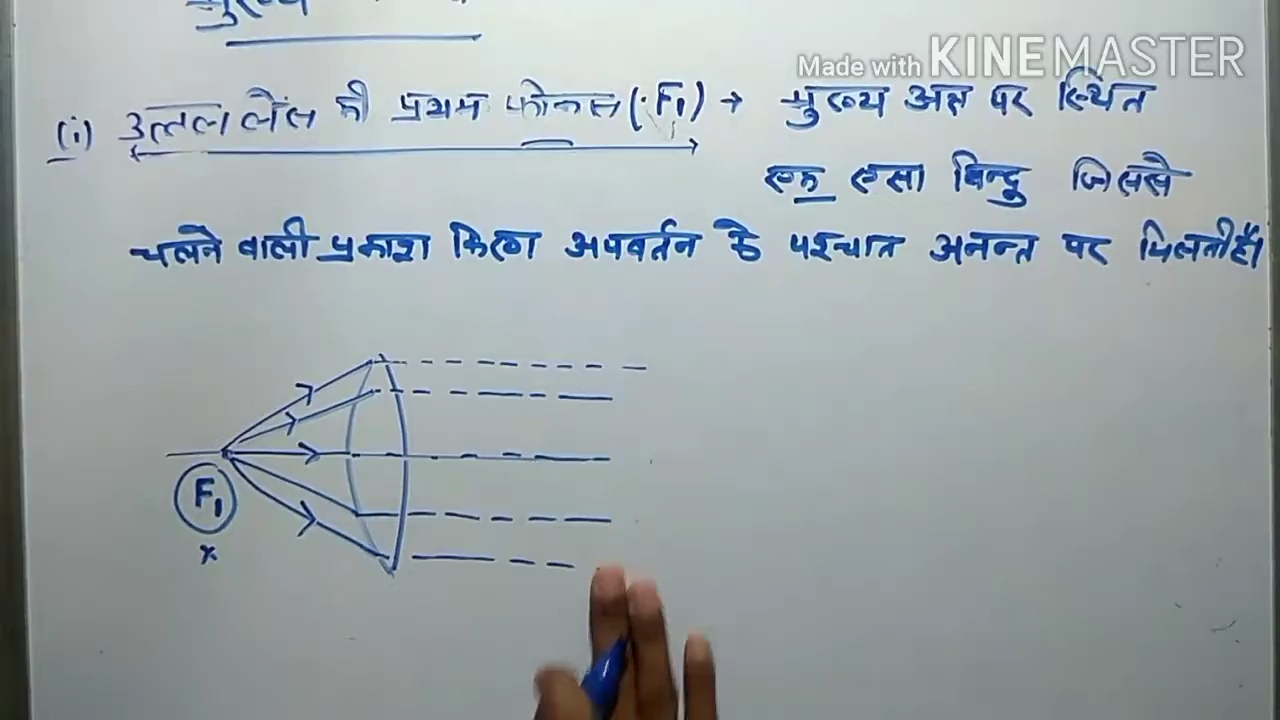 मुख्य
Made with KINEMASTER
(i) उत्तल लेंस की प्रथम फोकस (F₁) → मुख्य अक्ष पर स्थित
एक एसा बिन्दु जिससे
चलने वाली प्रकाश किरण अपवर्तन के पश्चात अनन्त पर मिलती हैं।
F₁
x